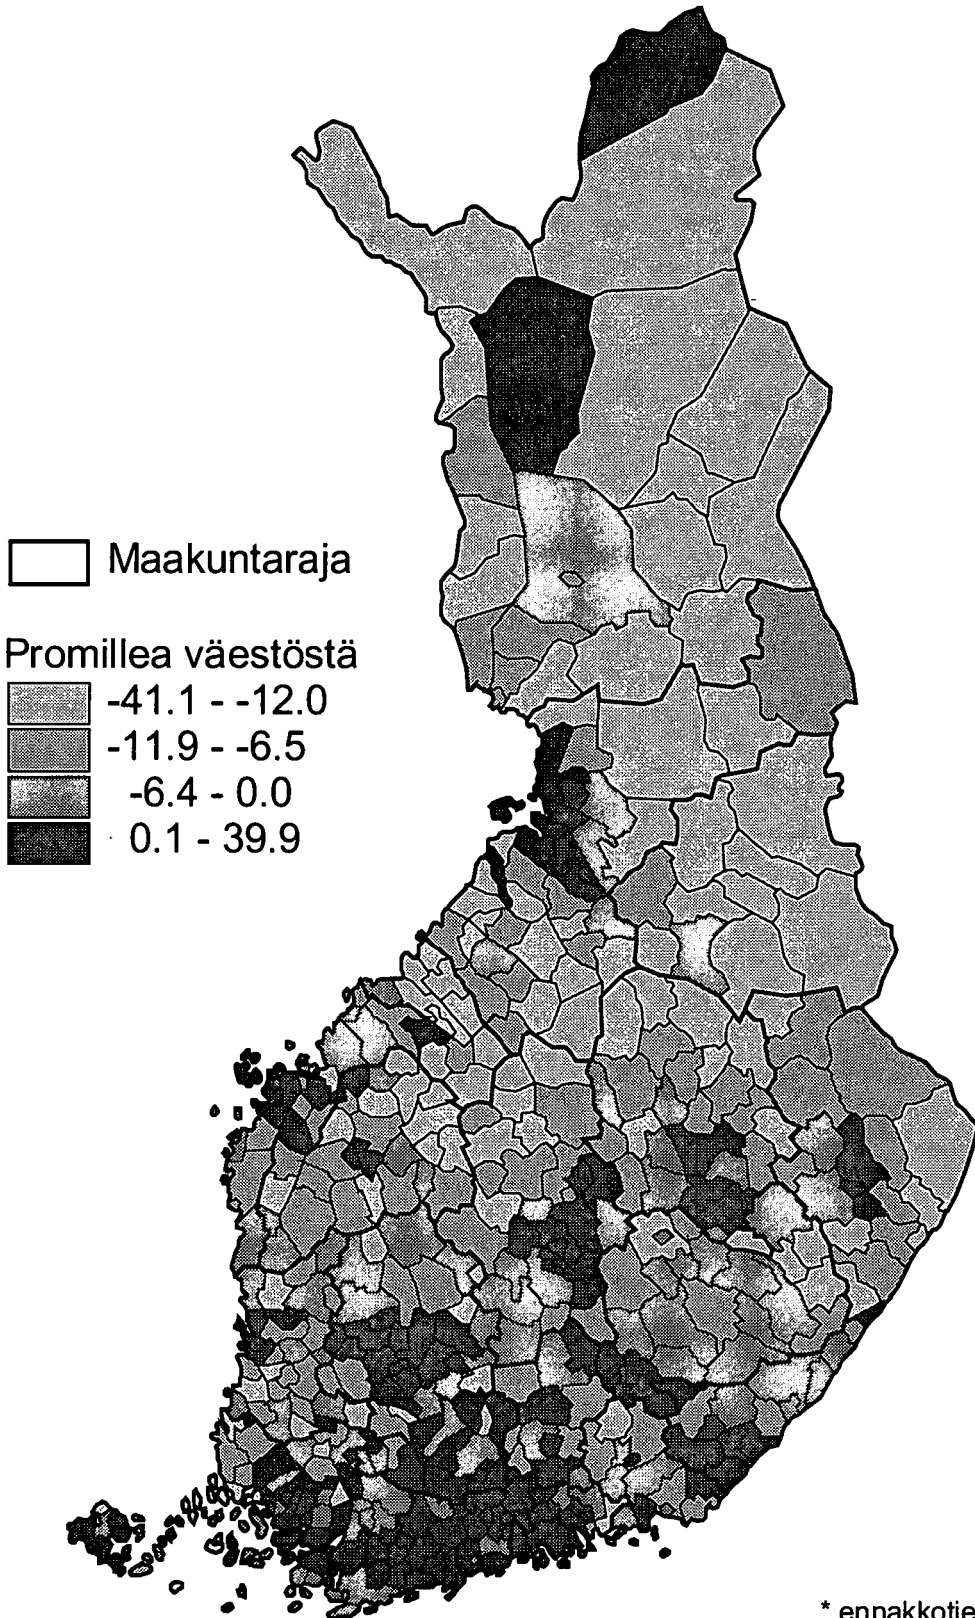 Maakuntaraja
Promillea väestöstä
-41.1 - -12.0
-11.9 - -6.5
-6.4 - 0.0
0.1 - 39.9
* ennakkotie